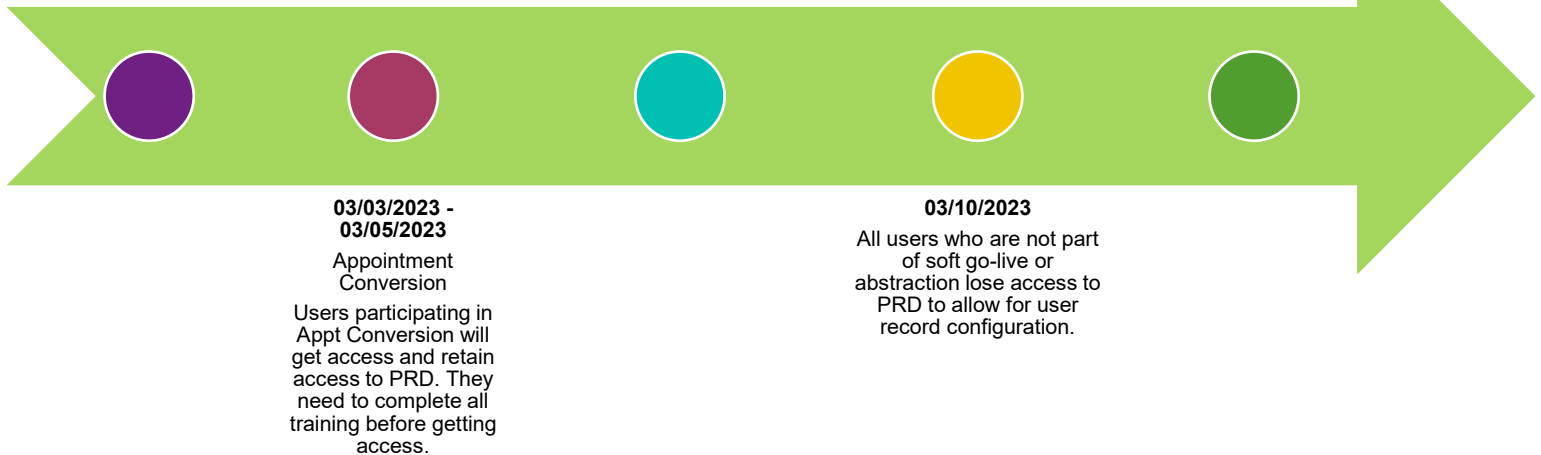 03/03/2023 -
03/05/2023
Appointment
Conversion
Users participating in
Appt Conversion will
get access and retain
access to PRD. They
need to complete all
training before getting
access.
03/10/2023
All users who are not part
of soft go-live or
abstraction lose access to
PRD to allow for user
record configuration.